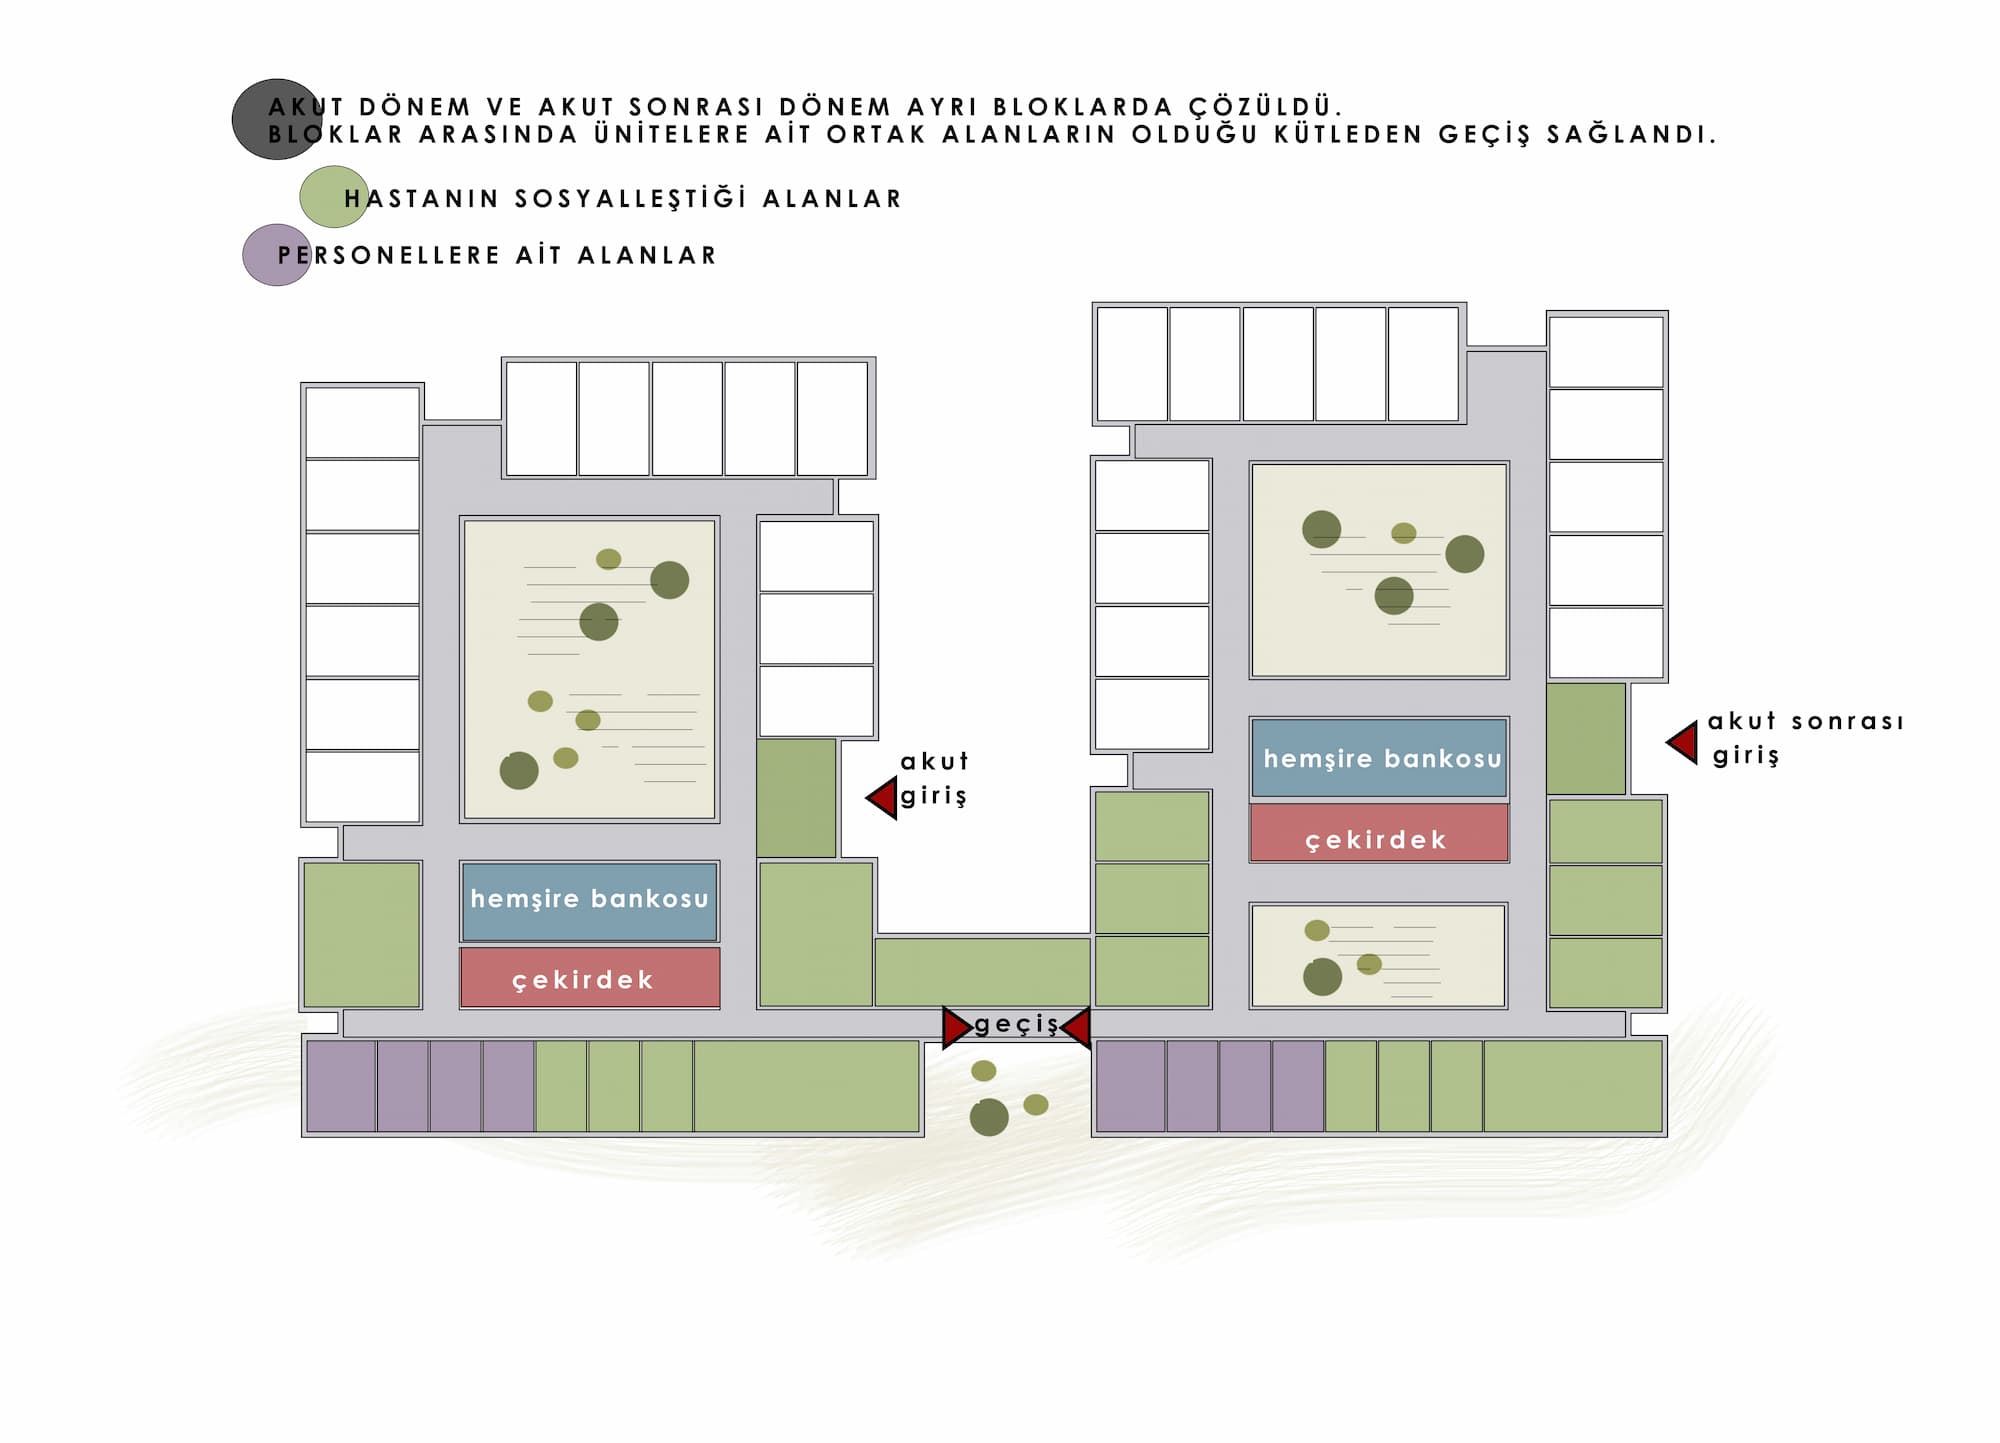 AKUT DÖNEM VE AKUT SONRASI DÖNEM AYRI BLOKLARDA ÇÖZÜLDÜ.
BLOKLAR ARASINDA ÜNİTELERE AİT ORTAK ALANLARIN OLDUĞU KÜTLEDEN GEÇİŞ SAĞLANDI.
HASTANIN SOSYALLEŞTİĞİ ALANLAR
PERSONELLERE AİT ALANLAR
akut
giriş
hemşire bankosu
çekirdek
geçiş
hemşire bankosu
çekirdek
akut sonrası
giriş